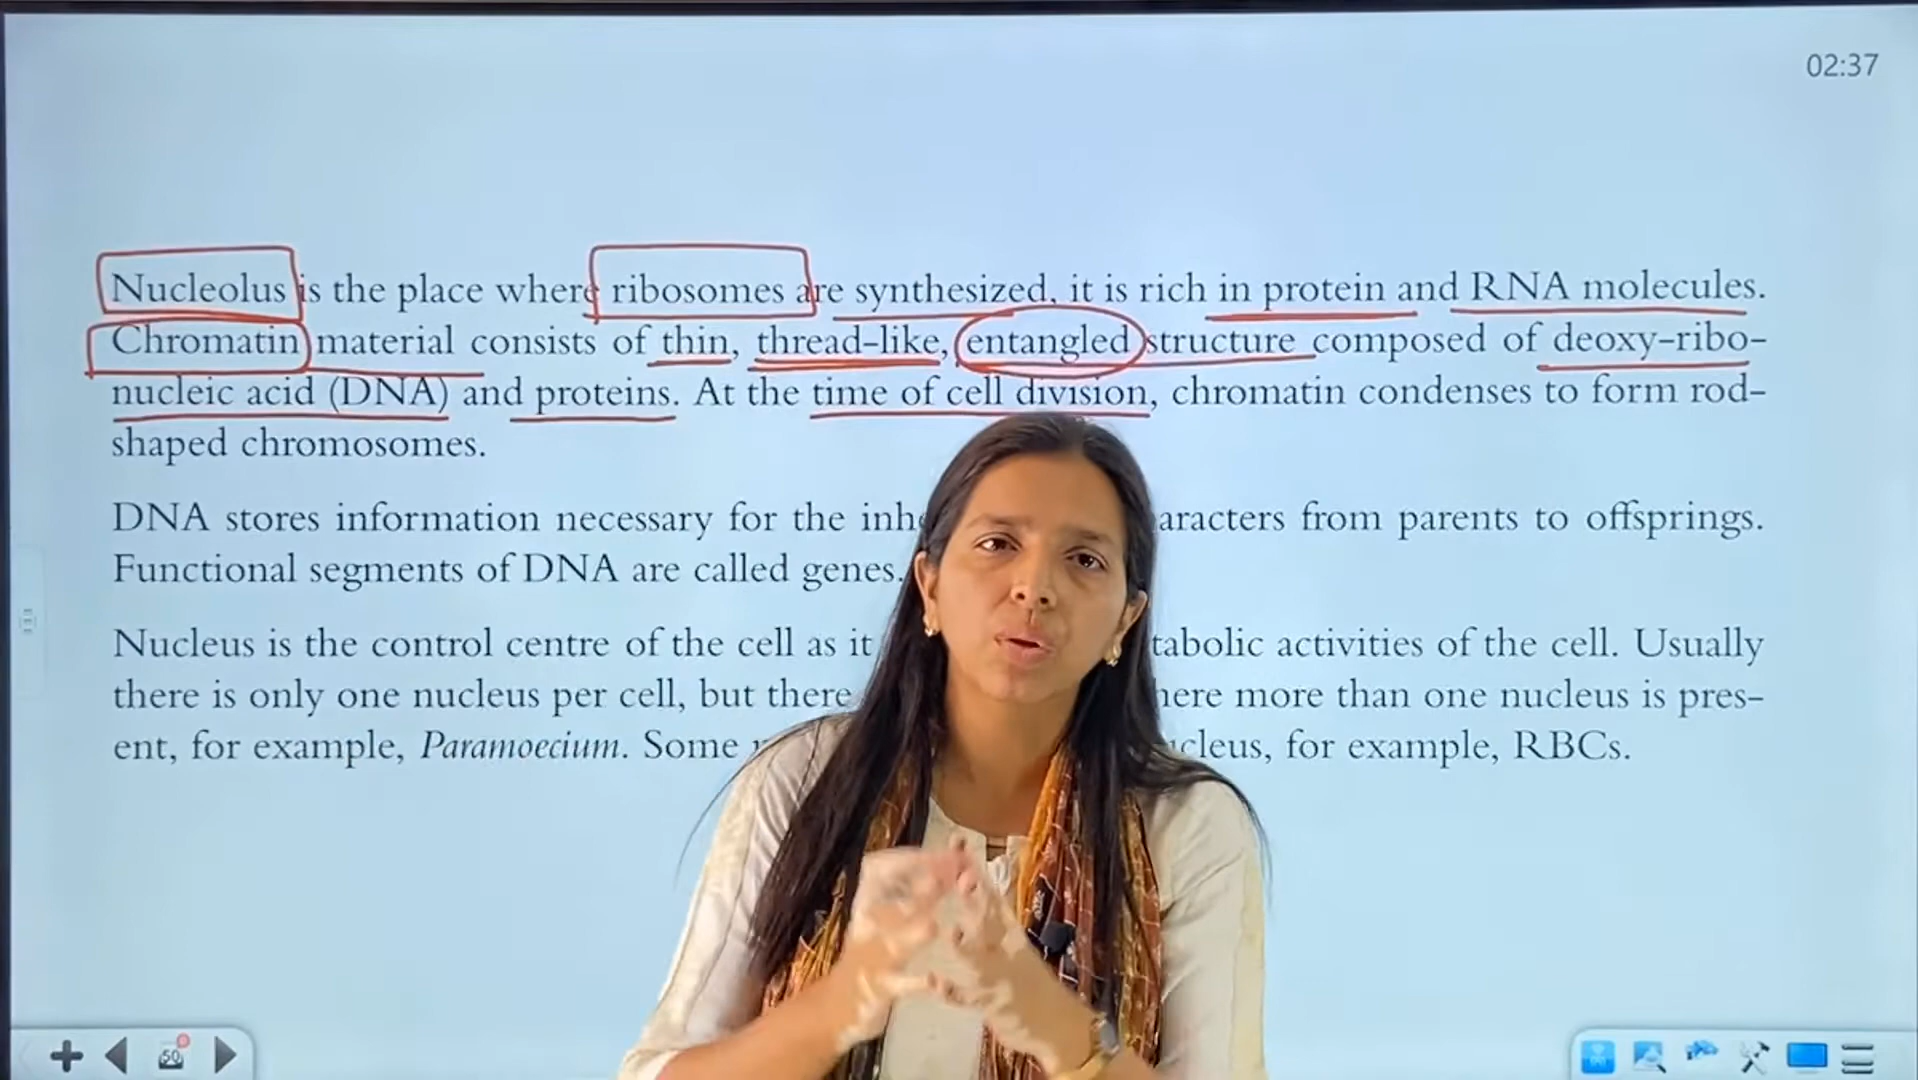 02:37
Nucleolus is the place where ribosomes are synthesized, it is rich in protein and RNA molecules.
Chromatin material consists of thin, thread-like, entangled structure composed of deoxy-ribo-
nucleic acid (DNA) and proteins. At the time of cell division, chromatin condenses to form rod-
shaped chromosomes.
DNA stores information necessary for the from parents to offsprings.
Functional segments of DNA are called genes.
Nucleus is the control centre of the cell as it activities of the cell. Usually
there is only one nucleus per cell, but there more than one nucleus is pres-
ent, for example, Paramoecium. Some for example, RBCs.
50